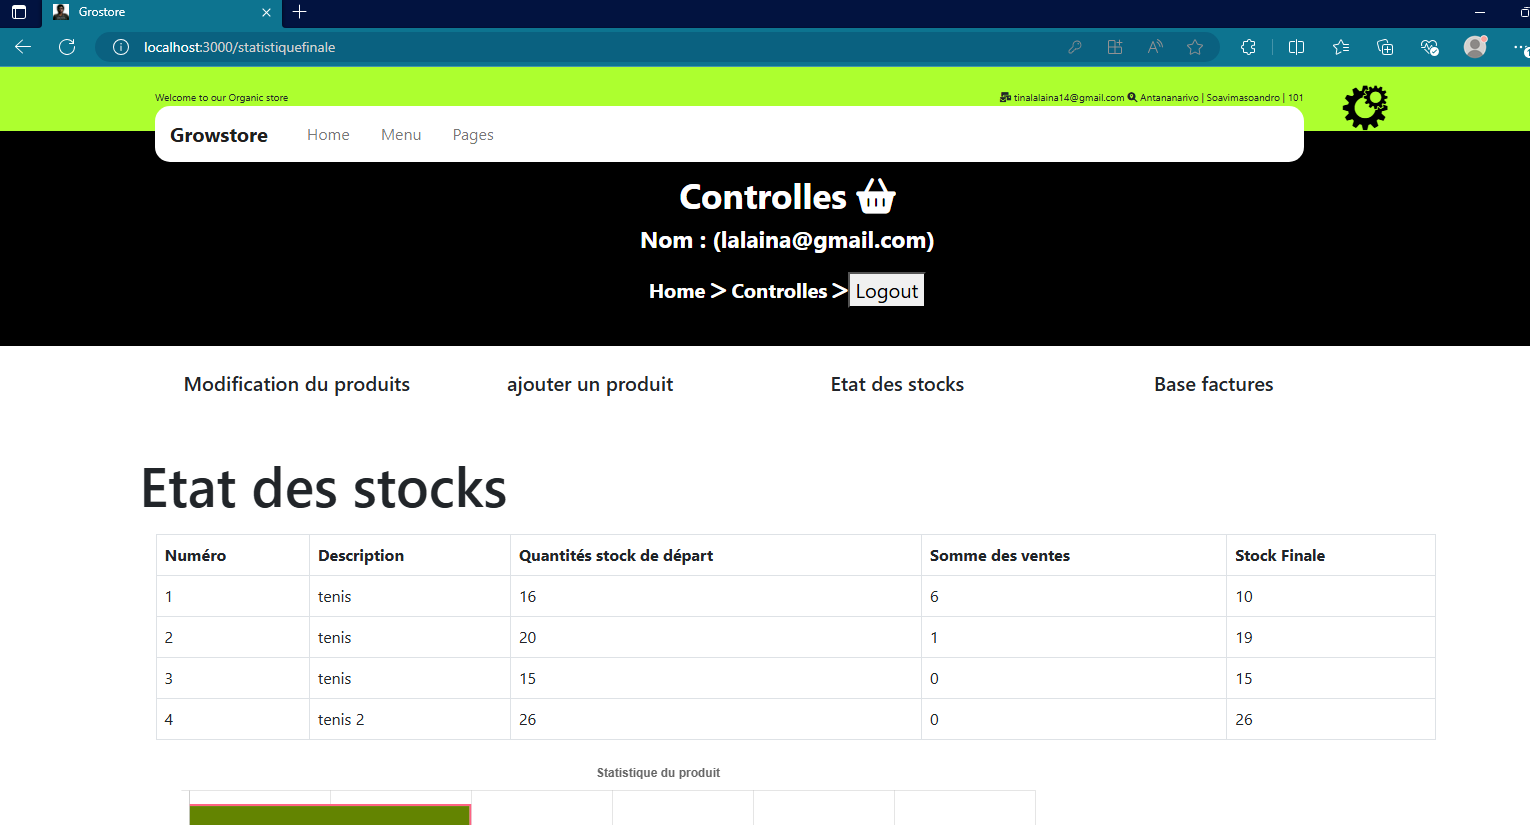 Grostore
localhost:3000/statistiquefinale
Welcome to our Organic store
tinalalaina14@gmail.com Antananarivo | Soavimasoandro | 101
Growstore Home Menu Pages
Controlles
Nom : (lalaina@gmail.com)
Home > Controlles > Logout
Modification du produits ajouter un produit Etat des stocks Base factures
Etat des stocks
Numéro Description Quantités stock de départ Somme des ventes Stock Finale
1 tenis 16 6 10
2 tenis 20 1 19
3 tenis 15 0 15
4 tenis 2 26 0 26
Statistique du produit